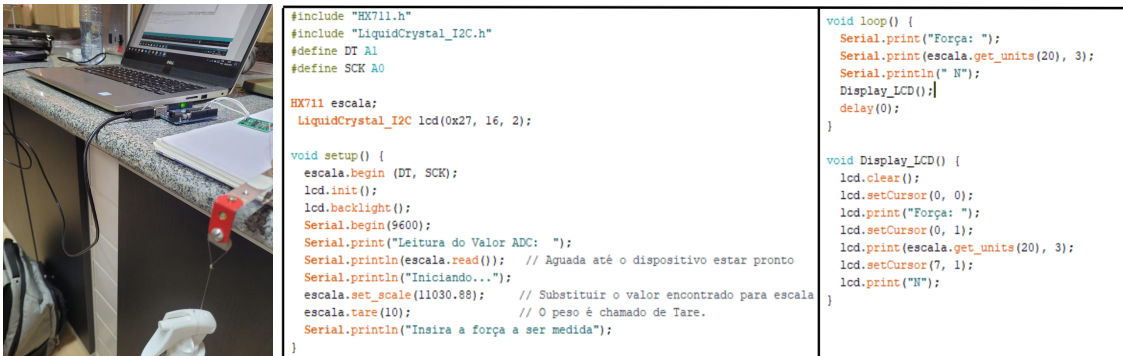 #include "HX711.h"
#include "LiquidCrystal_I2C.h"
#define DT A1
#define SCK A0
HX711 escala;
LiquidCrystal_I2C lcd(0x27, 16, 2);
void setup() {
escala.begin (DT, SCK);
lcd.init();
lcd.backlight();
Serial.begin(9600);
Serial.print("Leitura do Valor ADC:  ");
Serial.println(escala.read());   // Aguada até o dispositivo estar pronto
Serial.println("Iniciando...");
escala.set_scale(11030.88);     // Substituir o valor encontrado para escala
escala.tare(10);                // O peso é chamado de Tare.
Serial.println("Insira a força a ser medida");
}
void loop() {
Serial.print("Força: ");
Serial.print(escala.get_units(20), 3);
Serial.println(" N");
Display_LCD();
delay(0);
}
void Display_LCD() {
lcd.clear();
lcd.setCursor(0, 0);
lcd.print("Força: ");
lcd.setCursor(0, 1);
lcd.print(escala.get_units(20), 3);
lcd.setCursor(7, 1);
lcd.print("N");
}